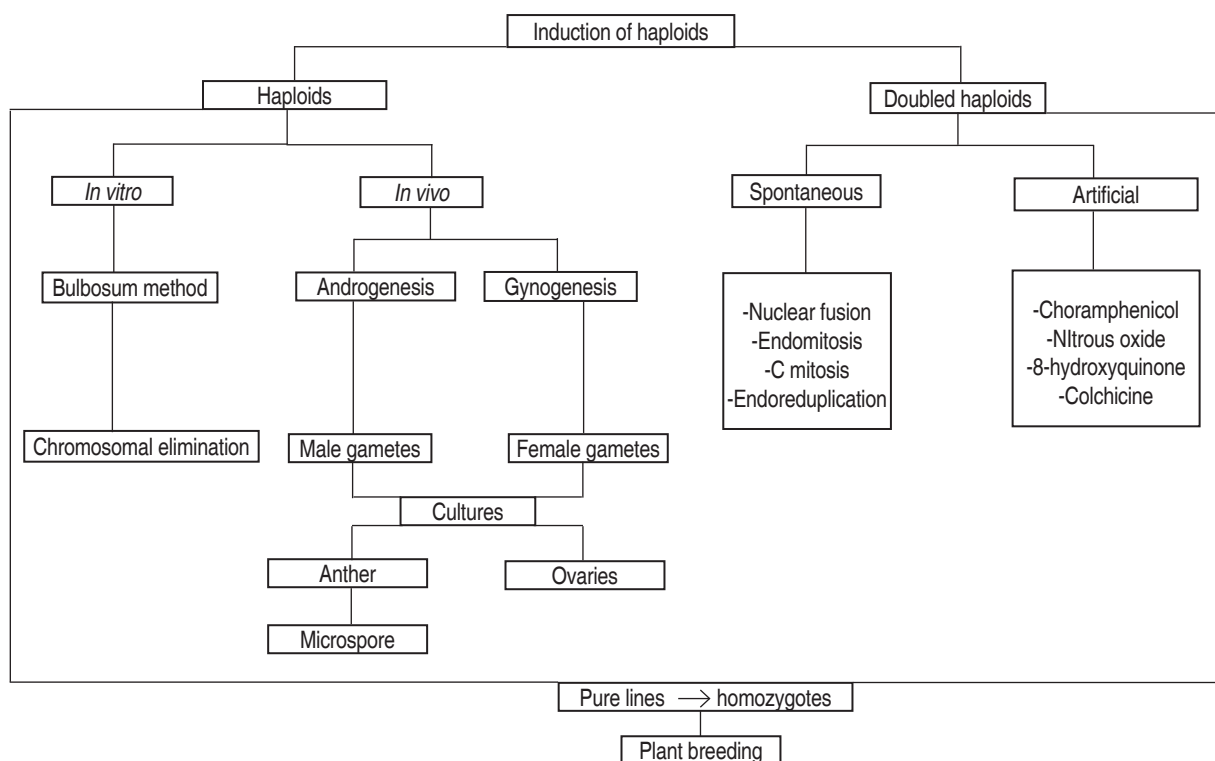 Induction of haploids
Haploids
Doubled haploids
In vitro
In vivo
Spontaneous
Artificial
Bulbosum method
Androgenesis
Gynogenesis
-Nuclear fusion
-Endomitosis
-C mitosis
-Endoreduplication
-Choramphenicol
-NItrous oxide
-8-hydroxyquinone
-Colchicine
Chromosomal elimination
Male gametes
Female gametes
Cultures
Anther
Ovaries
Microspore
Pure lines → homozygotes
Plant breeding